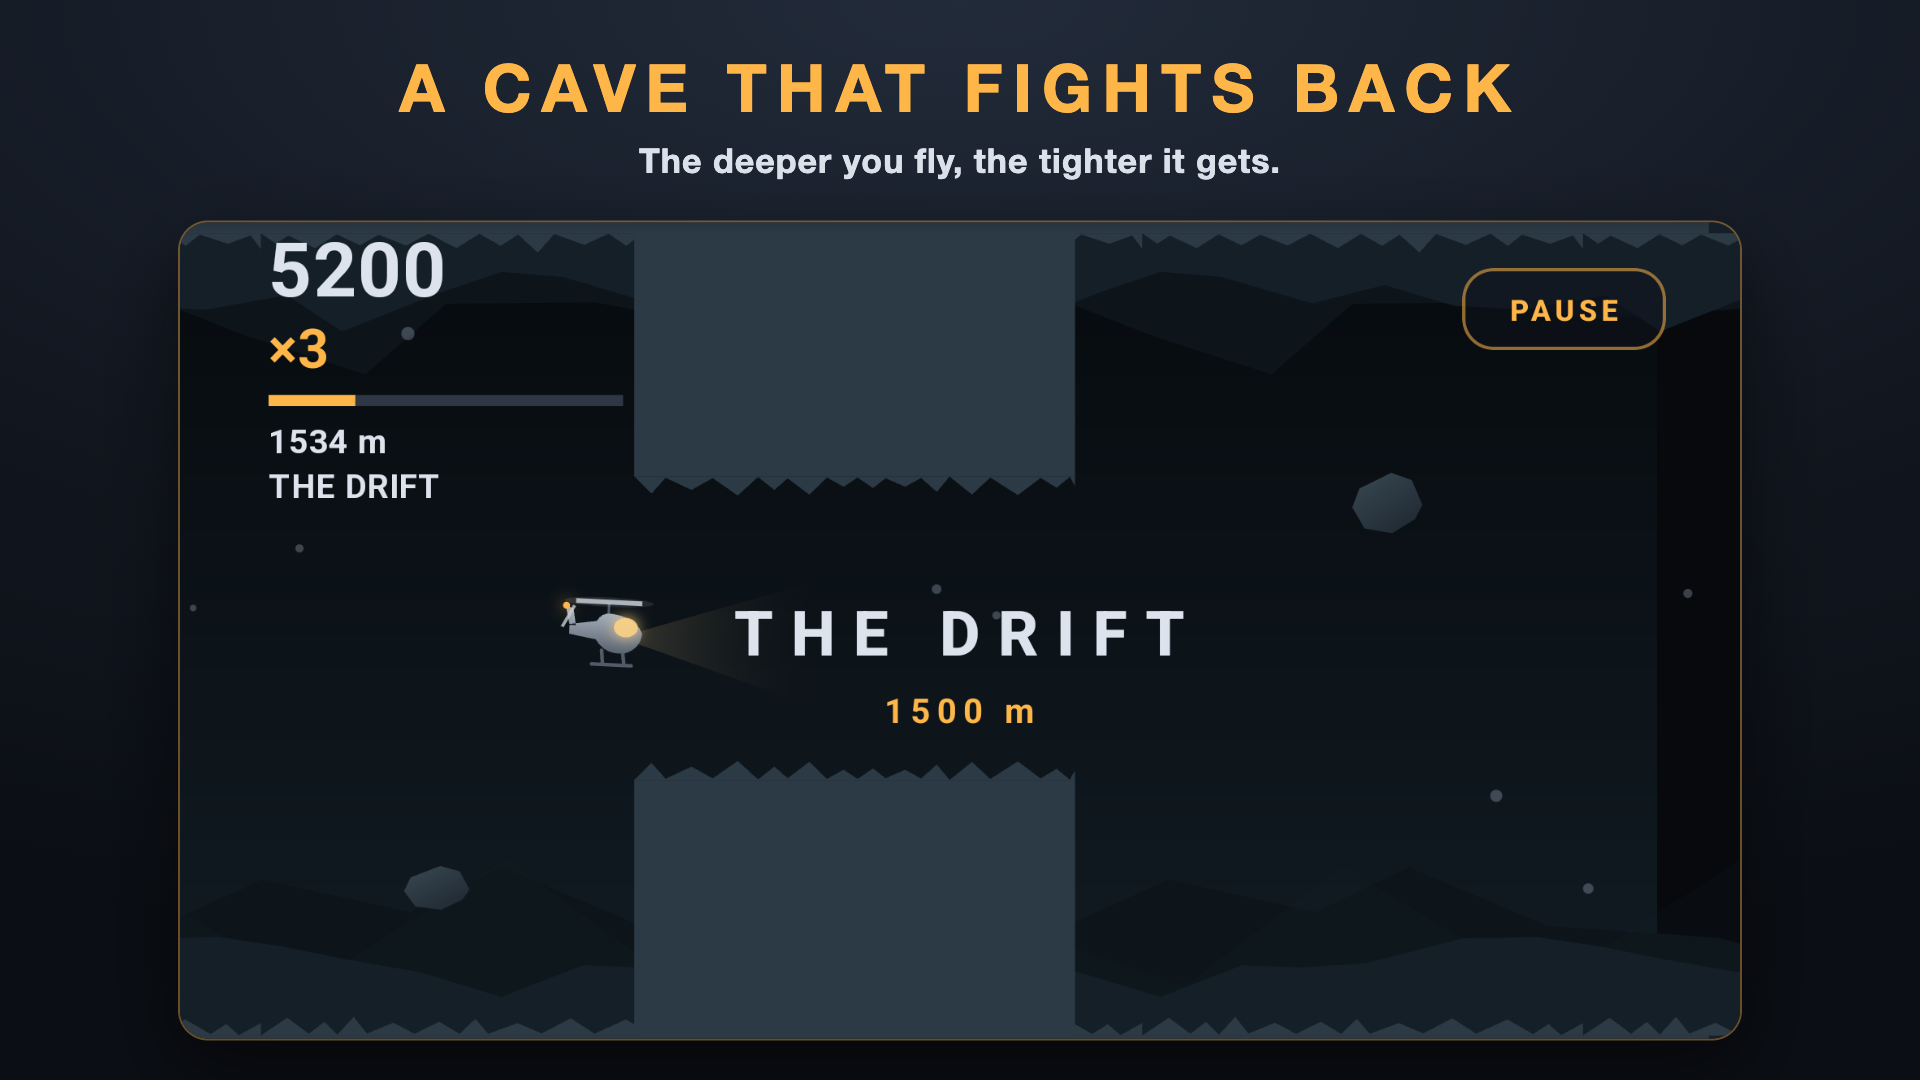 A CAVE THAT FIGHTS BACK
The deeper you fly, the tighter it gets.
5200
×3
PAUSE
1534 m
THE DRIFT
THE DRIFT
1500 m